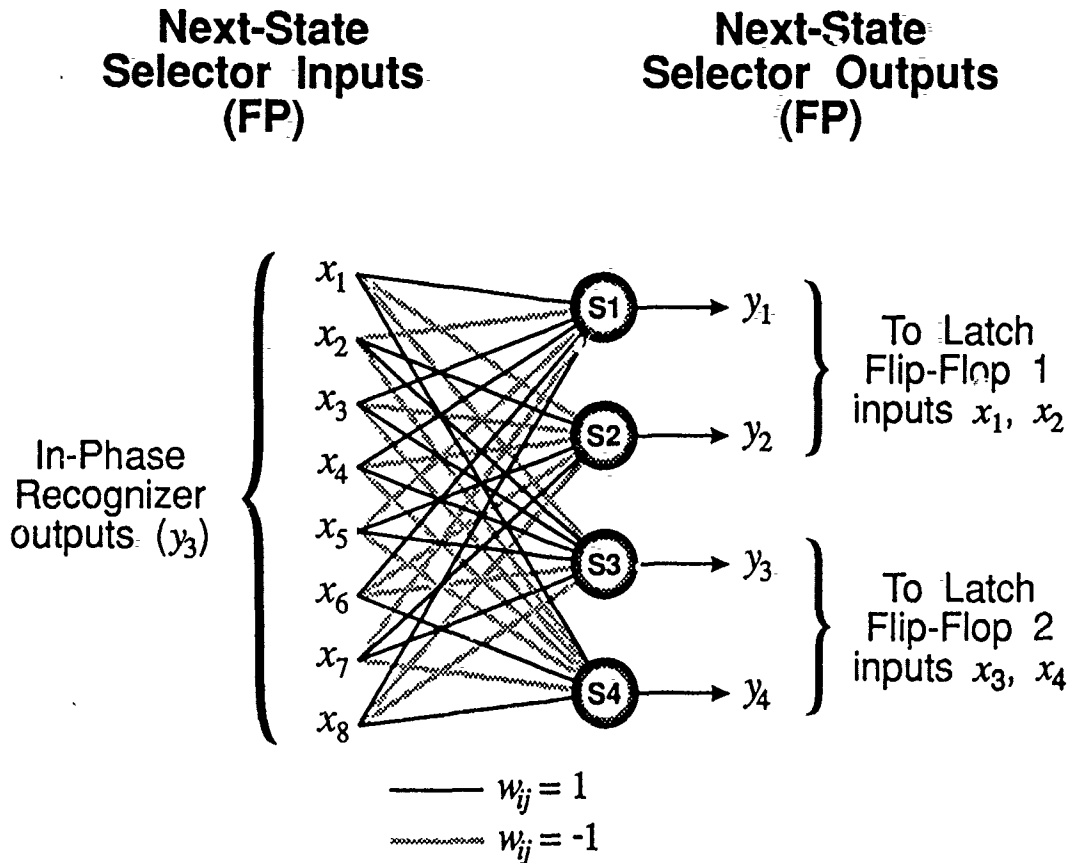 Next-State
Selector Inputs
(FP)
Next-State
Selector Outputs
(FP)
In-Phase
Recognizer
outputs (y3)
x1
x2
x3
x4
x5
x6
x7
x8
S1
S2
S3
S4
y1
y2
y3
y4
To Latch
Flip-Flop 1
inputs x1, x2
To Latch
Flip-Flop 2
inputs x3, x4
wij = 1
wij = -1